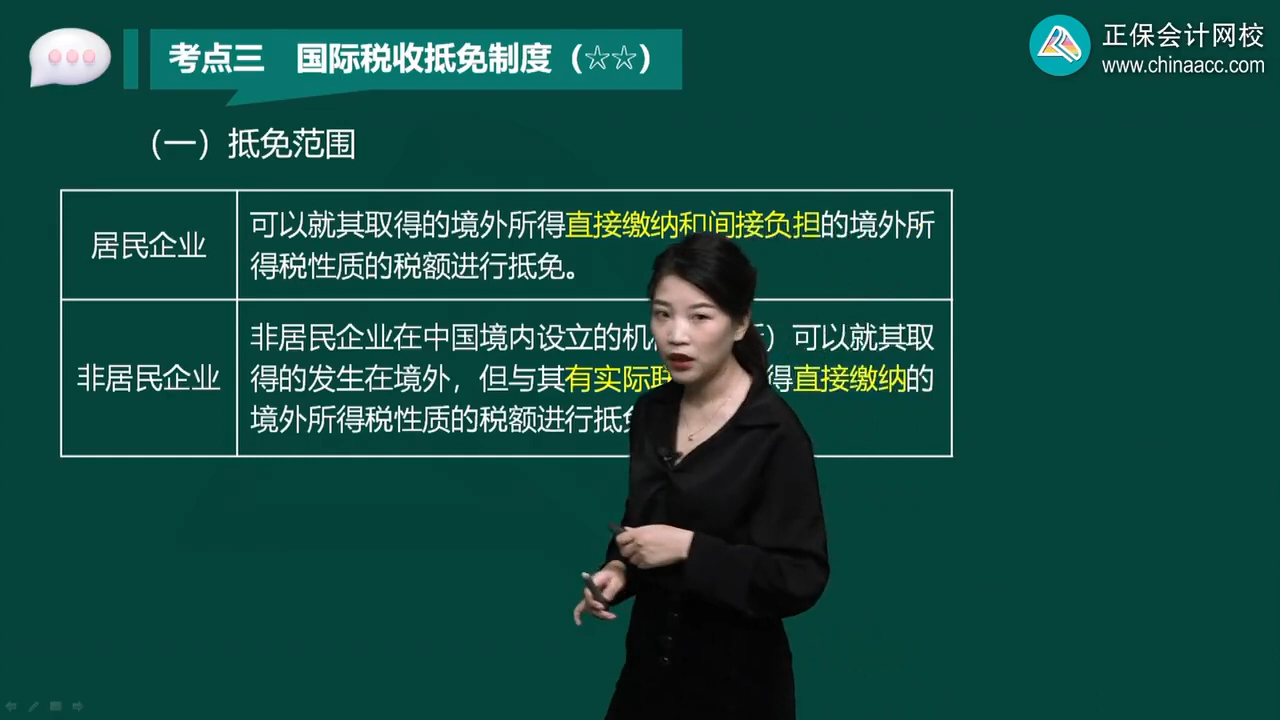 考点三 国际税收抵免制度（☆☆）
正保会计网校
www.chinaacc.com
（一）抵免范围
居民企业
可以就其取得的境外所得直接缴纳和间接负担的境外所
得税性质的税额进行抵免。
非居民企业
非居民企业在中国境内设立的机 ）可以就其取
得的发生在境外，但与其有实际联 得直接缴纳的
境外所得税性质的税额进行抵免